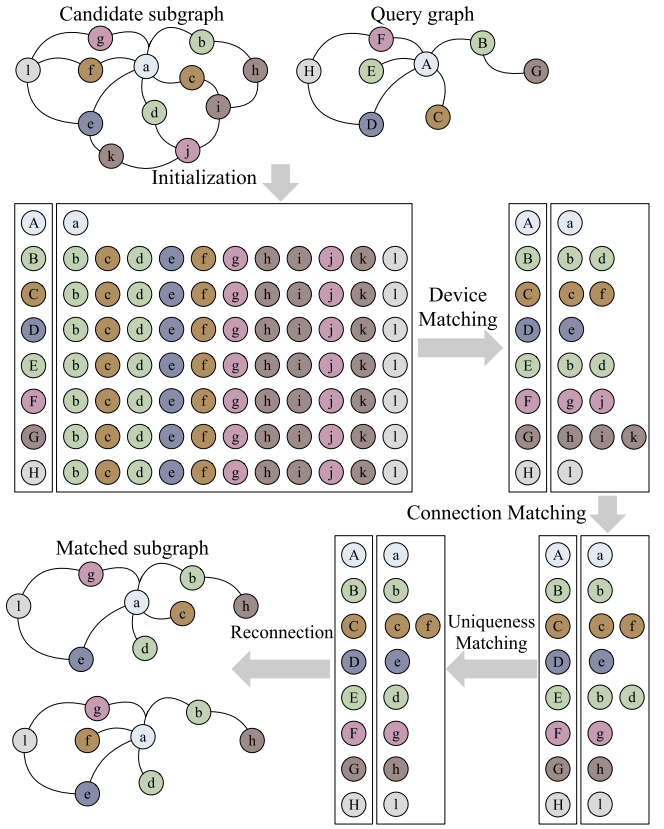 Candidate subgraph
Query graph
g b l f a c h d i e k j
F B H E A G D C
Initialization
A a
B b c d e f g h i j k l
C b c d e f g h i j k l
D b c d e f g h i j k l
E b c d e f g h i j k l
F b c d e f g h i j k l
G b c d e f g h i j k l
H b c d e f g h i j k l
Device
Matching
A a
B b d
C c f
D e
E b d
F g j
G h i k
H l
Connection Matching
A a
B b
C c f
D e
E b d
F g
G h
H l
Uniqueness
Matching
A a
B b
C c f
D e
E d
F g
G h
H l
Reconnection
Matched subgraph
g b l a c h d e
g b l f a h d e